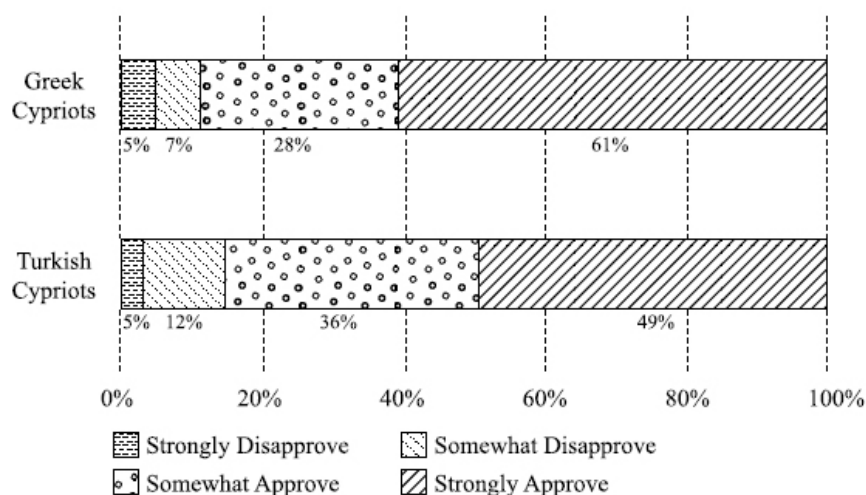 Greek
Cypriots
5% 7% 28% 61%
Turkish
Cypriots
5% 12% 36% 49%
0% 20% 40% 60% 80% 100%
Strongly Disapprove Somewhat Disapprove
Somewhat Approve Strongly Approve